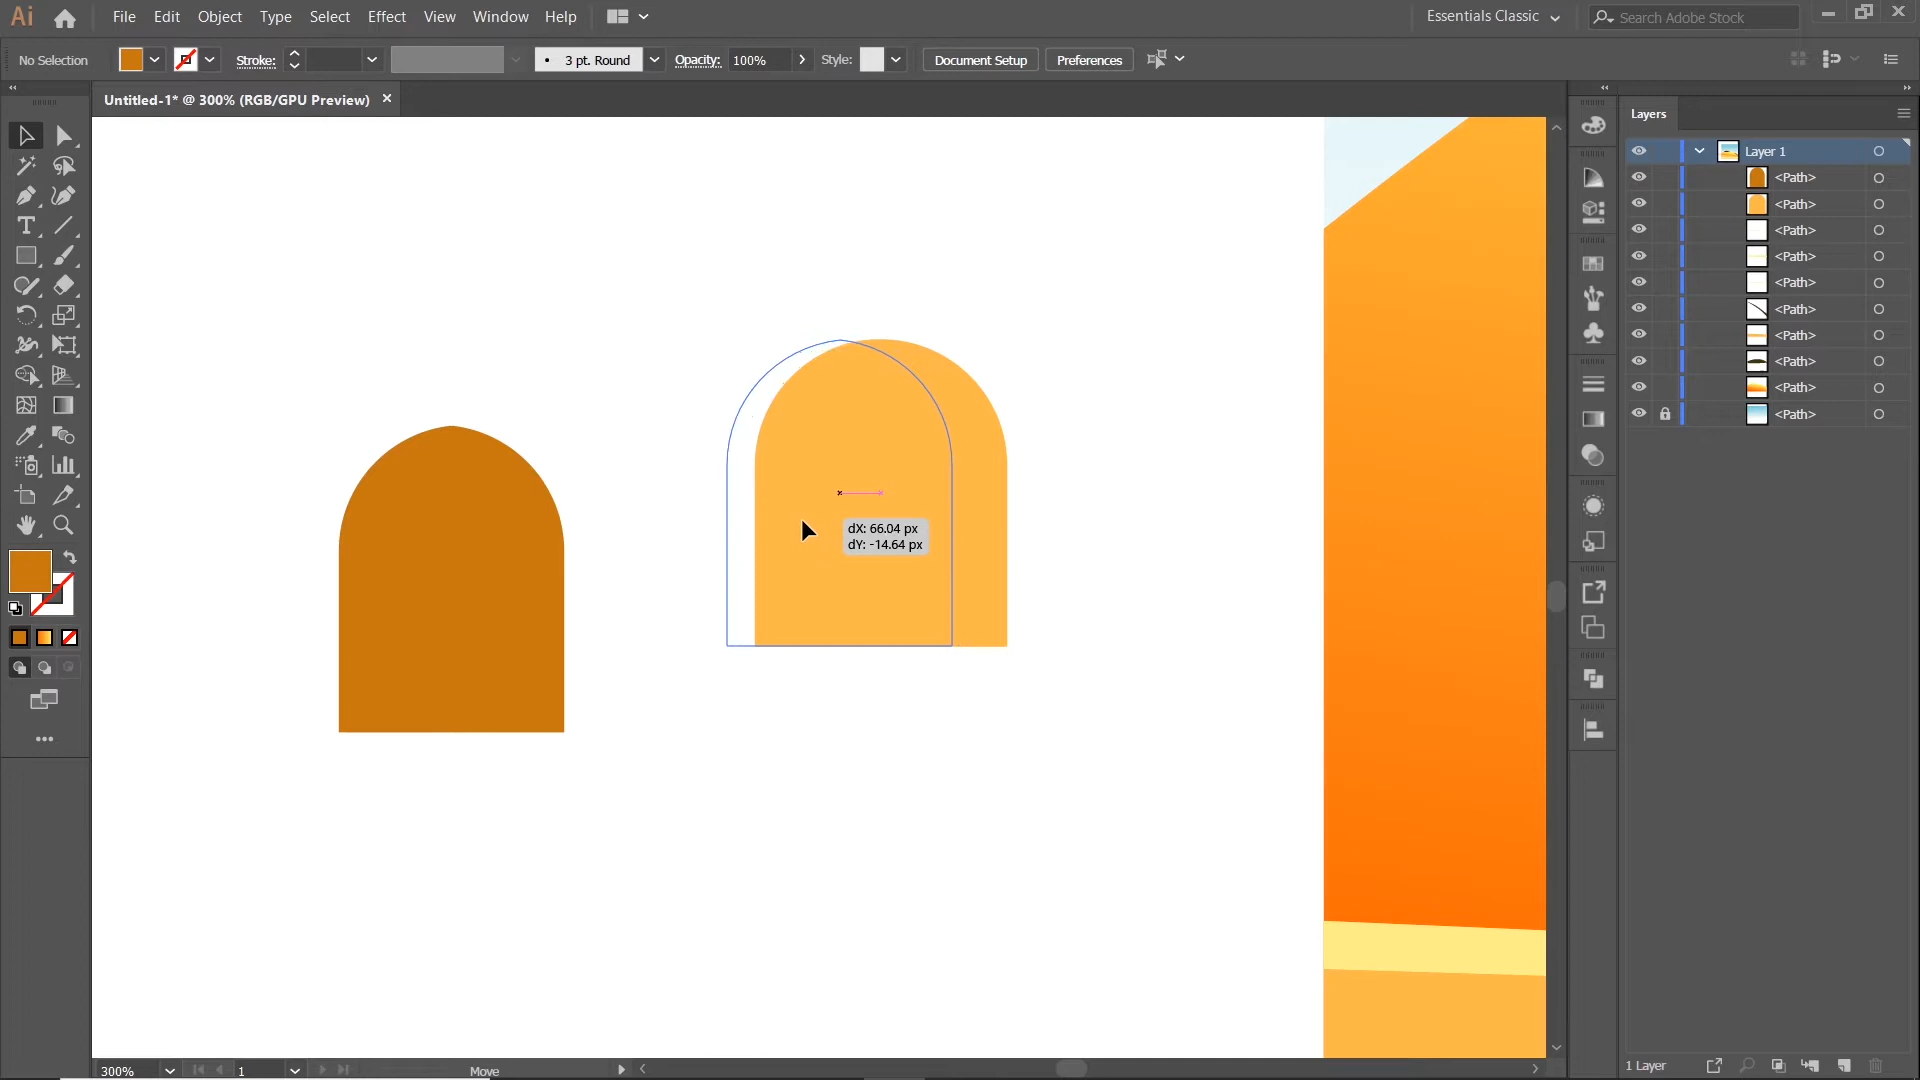 Ai File Edit Object Type Select Effect View Window Help Essentials Classic Search Adobe Stock
No Selection Stroke: 3 pt. Round Opacity: 100% Style: Document Setup Preferences
Untitled-1* @ 300% (RGB/GPU Preview)
Layers
Layer 1
<Path>
<Path>
<Path>
<Path>
<Path>
<Path>
<Path>
<Path>
<Path>
<Path>
dX: 66.04 px
dY: -14.64 px
300% 1 Move
1 Layer